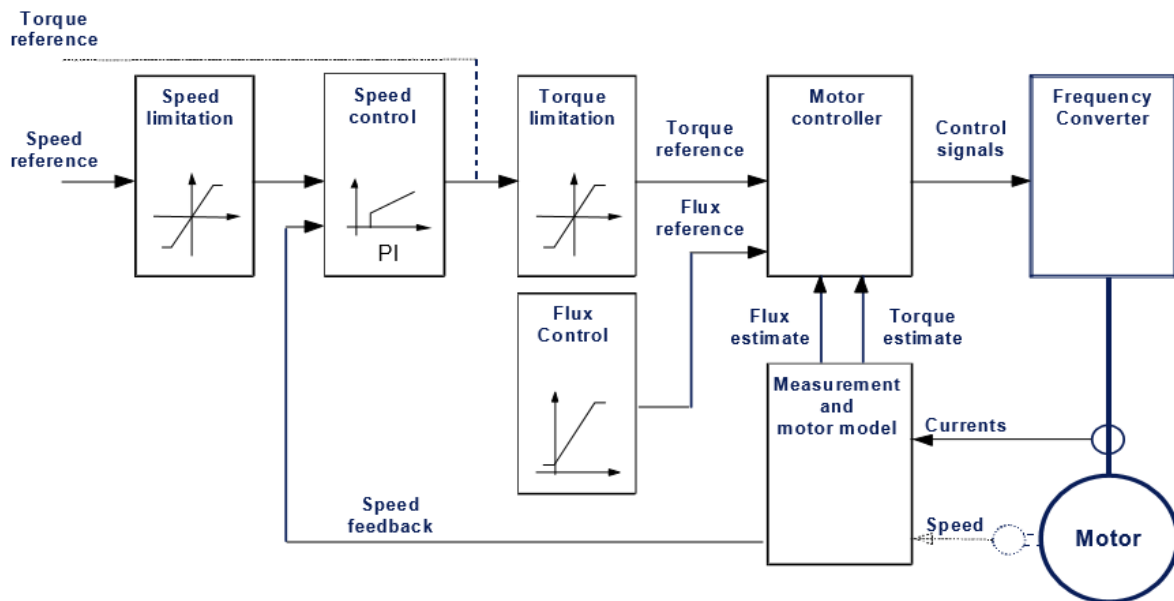 Torque
reference
Speed
limitation
Speed
control
Torque
limitation
Motor
controller
Frequency
Converter
Speed
reference
Torque
reference
Control
signals
Flux
reference
PI
Flux
Control
Flux
estimate
Torque
estimate
Measurement
and
motor model
Currents
Speed
feedback
Speed
Motor